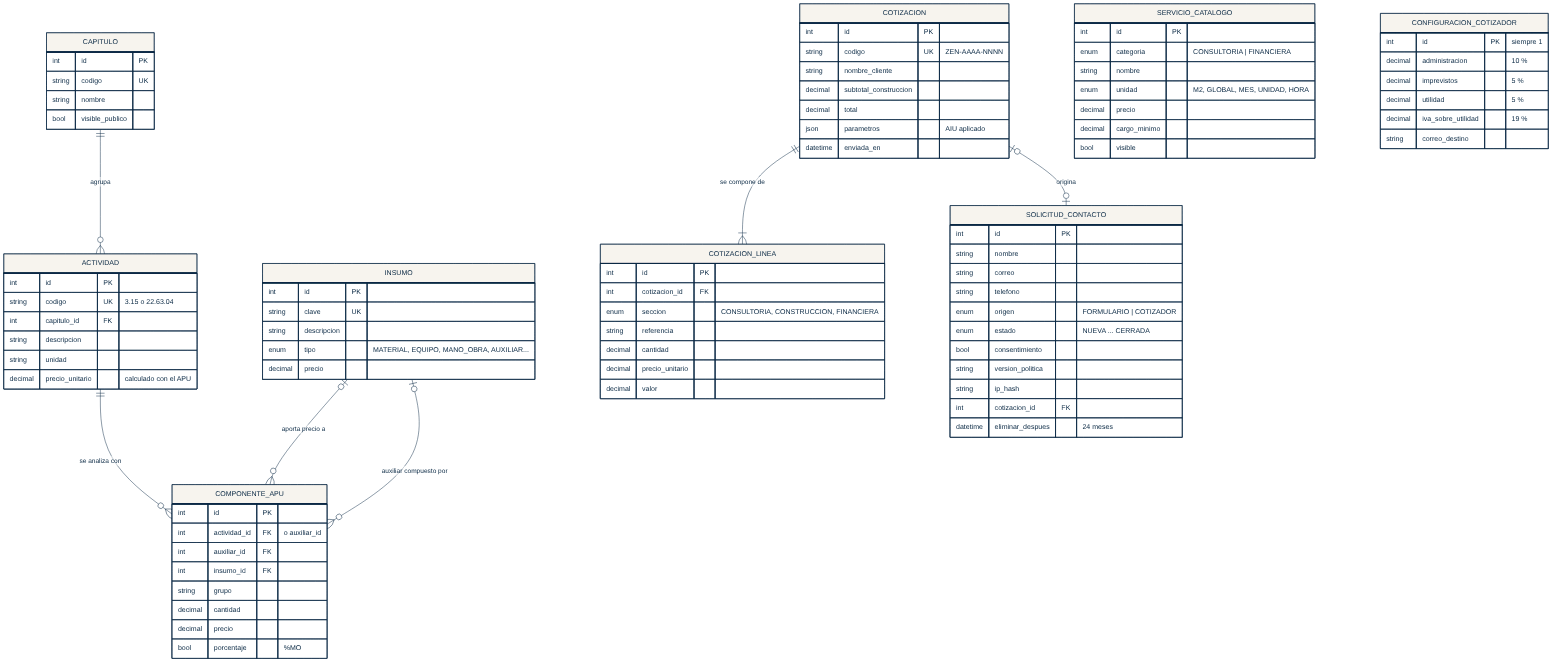 CAPITULO
int id PK
string codigo UK
string nombre
bool visible_publico
agrupa
ACTIVIDAD
int id PK
string codigo UK 3.15 o 22.63.04
int capitulo_id FK
string descripcion
string unidad
decimal precio_unitario calculado con el APU
se analiza con
INSUMO
int id PK
string clave UK
string descripcion
enum tipo MATERIAL, EQUIPO, MANO_OBRA, AUXILIAR...
decimal precio
aporta precio a
auxiliar compuesto por
COMPONENTE_APU
int id PK
int actividad_id FK o auxiliar_id
int auxiliar_id FK
int insumo_id FK
string grupo
decimal cantidad
decimal precio
bool porcentaje %MO
COTIZACION
int id PK
string codigo UK ZEN-AAAA-NNNN
string nombre_cliente
decimal subtotal_construccion
decimal total
json parametros AIU aplicado
datetime enviada_en
se compone de
origina
COTIZACION_LINEA
int id PK
int cotizacion_id FK
enum seccion CONSULTORIA, CONSTRUCCION, FINANCIERA
string referencia
decimal cantidad
decimal precio_unitario
decimal valor
SERVICIO_CATALOGO
int id PK
enum categoria CONSULTORIA | FINANCIERA
string nombre
enum unidad M2, GLOBAL, MES, UNIDAD, HORA
decimal precio
decimal cargo_minimo
bool visible
SOLICITUD_CONTACTO
int id PK
string nombre
string correo
string telefono
enum origen FORMULARIO | COTIZADOR
enum estado NUEVA ... CERRADA
bool consentimiento
string version_politica
string ip_hash
int cotizacion_id FK
datetime eliminar_despues 24 meses
CONFIGURACION_COTIZADOR
int id PK siempre 1
decimal administracion 10 %
decimal imprevistos 5 %
decimal utilidad 5 %
decimal iva_sobre_utilidad 19 %
string correo_destino